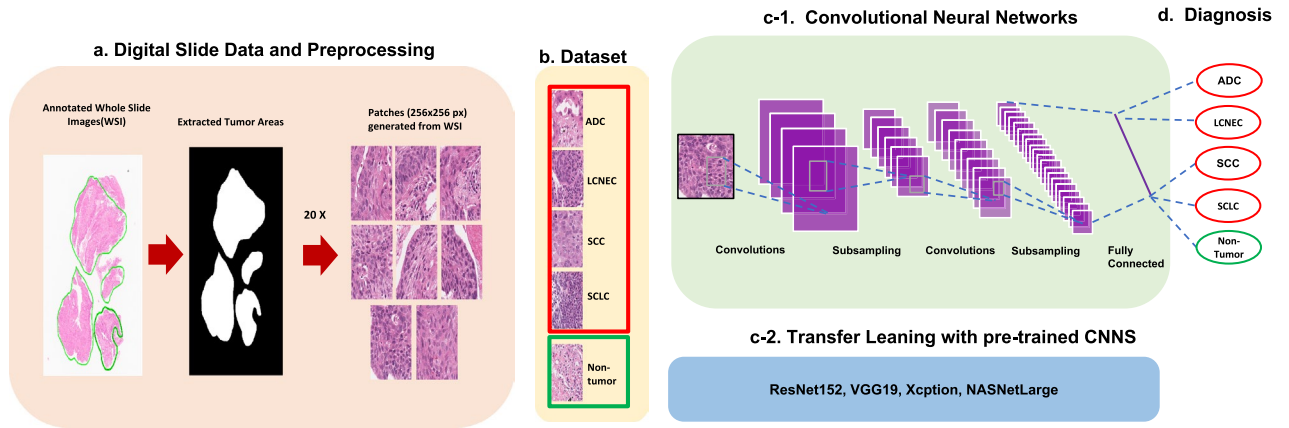 a. Digital Slide Data and Preprocessing
Annotated Whole Slide
Images(WSI)
Extracted Tumor Areas
Patches (256x256 px)
generated from WSI
20 X
b. Dataset
ADC
LCNEC
SCC
SCLC
Non-
tumor
c-1. Convolutional Neural Networks
Convolutions
Subsampling
Convolutions
Subsampling
Fully
Connected
c-2. Transfer Leaning with pre-trained CNNS
ResNet152, VGG19, Xcption, NASNetLarge
d. Diagnosis
ADC
LCNEC
SCC
SCLC
Non-
Tumor